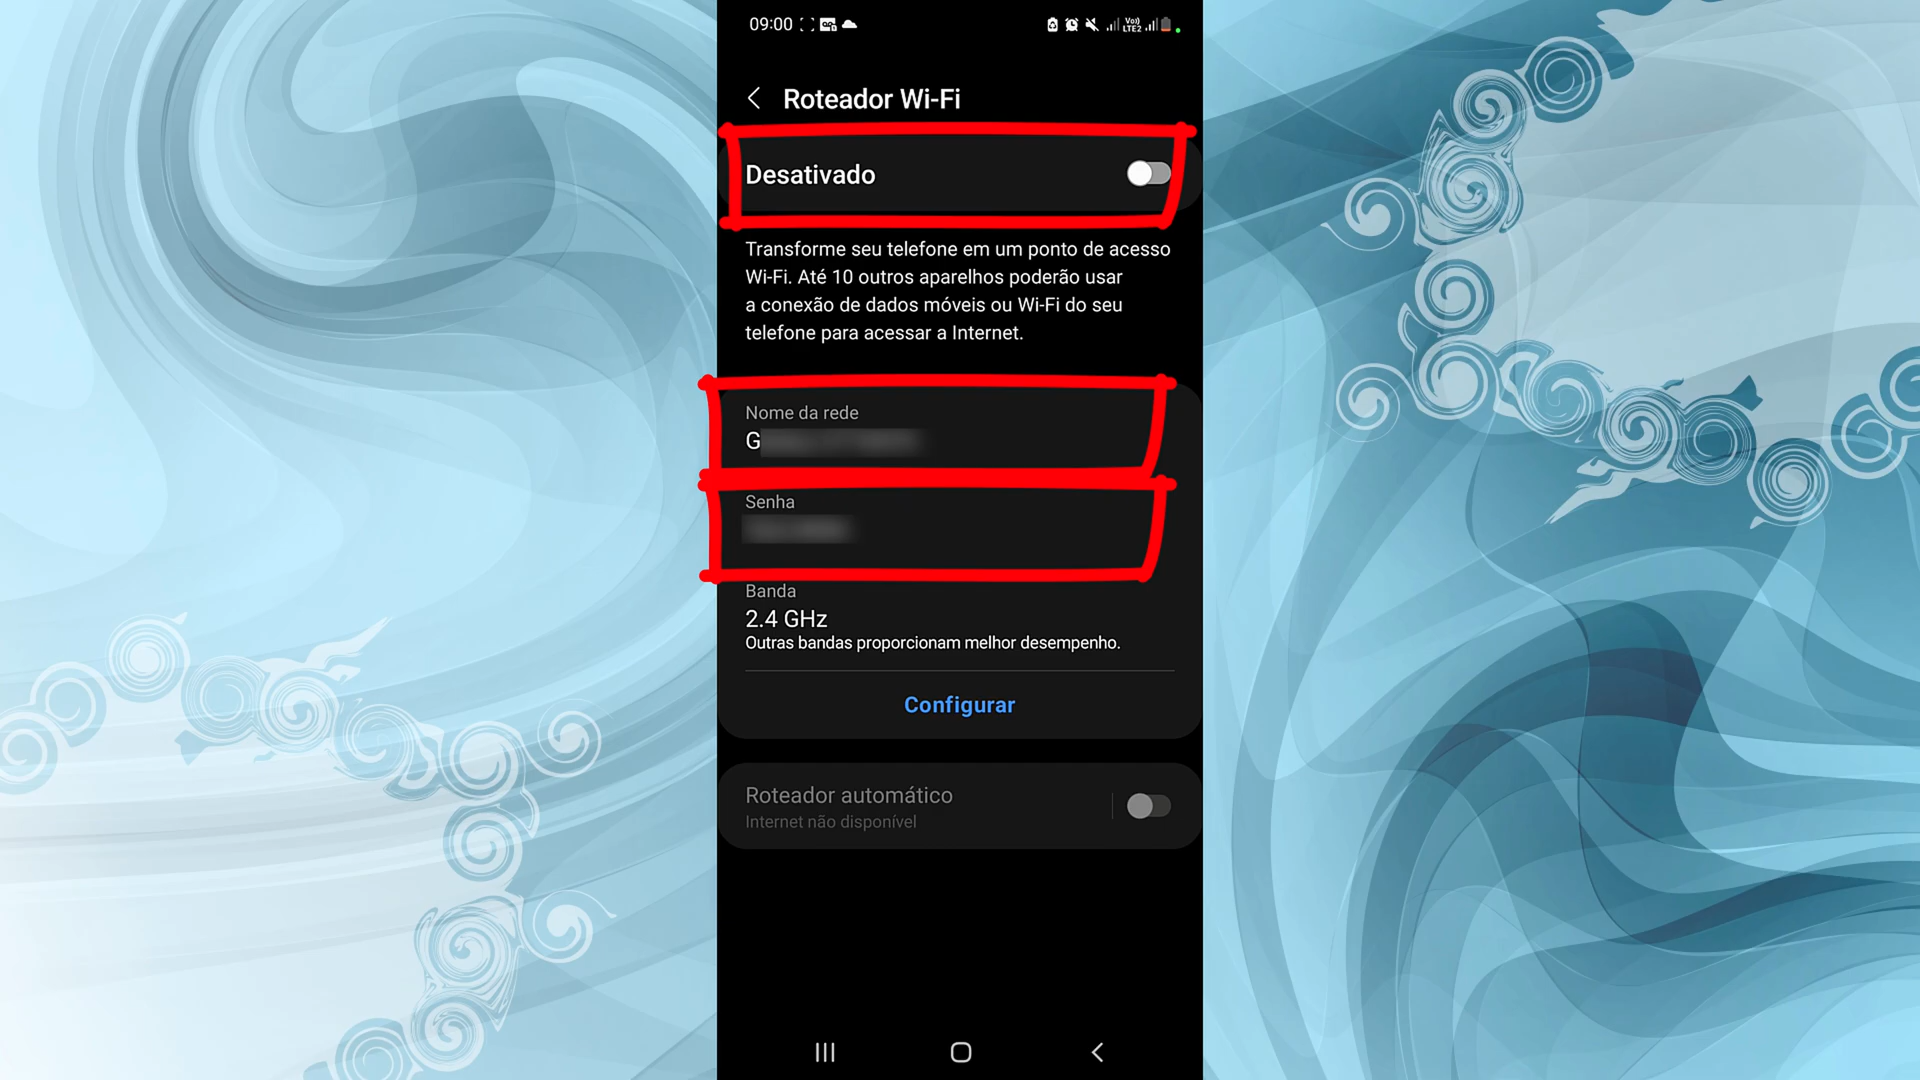 09:00
Vo))
LTE2
Roteador Wi-Fi
Desativado
Transforme seu telefone em um ponto de acesso
Wi-Fi. Até 10 outros aparelhos poderão usar
a conexão de dados móveis ou Wi-Fi do seu
telefone para acessar a Internet.
Nome da rede
G
Senha
Banda
2.4 GHz
Outras bandas proporcionam melhor desempenho.
Configurar
Roteador automático
Internet não disponível